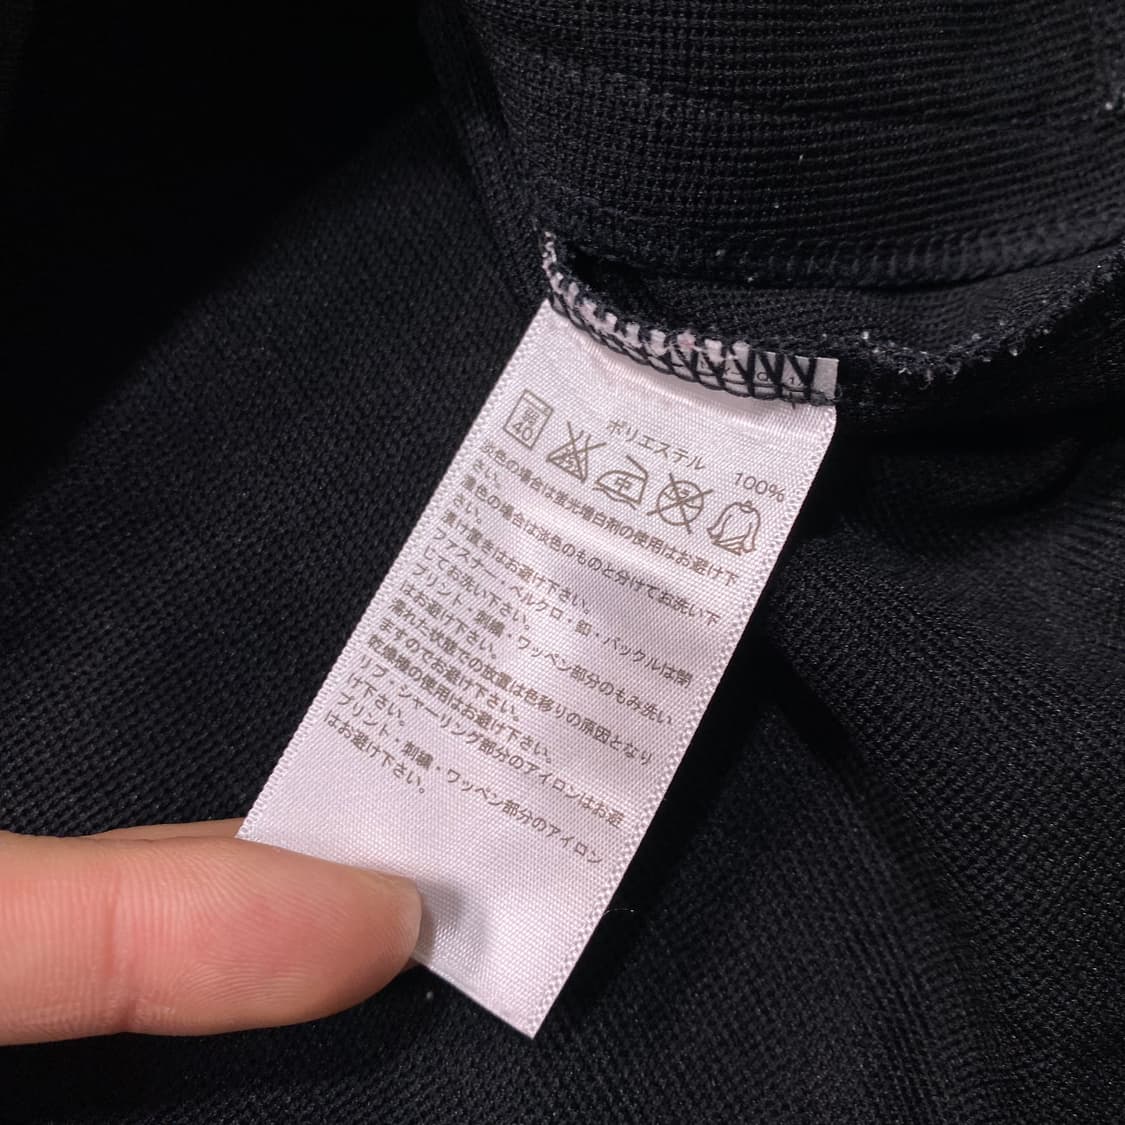 ポリエステル 100%
弱
40
中
淡色の場合は蛍光増白剤の使用はお避け下
さい。
濃色の場合は淡色のものと分けてお洗い下
さい。
漬け置きはお避け下さい。
ファスナー・ベルクロ・釦・バックルは閉
じてお洗い下さい。
プリント・刺繍・ワッペン部分のもみ洗い
はお避け下さい。
濡れた状態での放置は色移りの原因となり
ますのでお避け下さい。
乾燥機の使用はお避け下さい。
リブ・シャーリング部分のアイロンはお避
け下さい。
プリント・刺繍・ワッペン部分のアイロン
はお避け下さい。